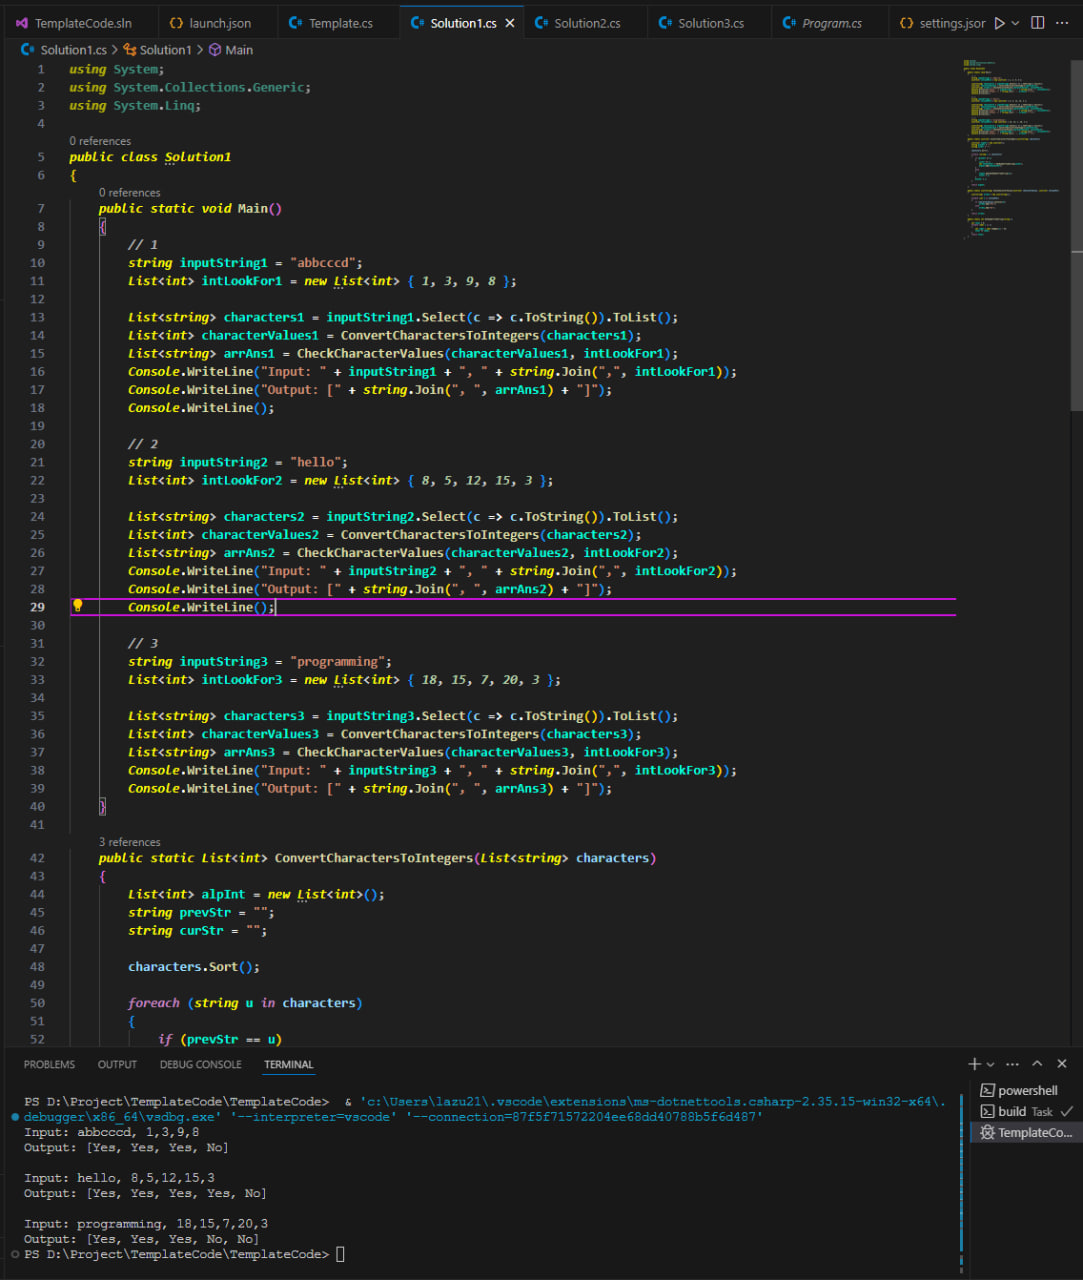 TemplateCode.sln launch.json Template.cs Solution1.cs Solution2.cs Solution3.cs Program.cs settings.jsor
Solution1.cs > Solution1 > Main
1 using System;
2 using System.Collections.Generic;
3 using System.Linq;
4
0 references
5 public class Solution1
6 {
0 references
7 public static void Main()
8 {
9 // 1
10 string inputString1 = "abbcccd";
11 List<int> intLookFor1 = new List<int> { 1, 3, 9, 8 };
12
13 List<string> characters1 = inputString1.Select(c => c.ToString()).ToList();
14 List<int> characterValues1 = ConvertCharactersToIntegers(characters1);
15 List<string> arrAns1 = CheckCharacterValues(characterValues1, intLookFor1);
16 Console.WriteLine("Input: " + inputString1 + ", " + string.Join(",", intLookFor1));
17 Console.WriteLine("Output: [" + string.Join(", ", arrAns1) + "]");
18 Console.WriteLine();
19
20 // 2
21 string inputString2 = "hello";
22 List<int> intLookFor2 = new List<int> { 8, 5, 12, 15, 3 };
23
24 List<string> characters2 = inputString2.Select(c => c.ToString()).ToList();
25 List<int> characterValues2 = ConvertCharactersToIntegers(characters2);
26 List<string> arrAns2 = CheckCharacterValues(characterValues2, intLookFor2);
27 Console.WriteLine("Input: " + inputString2 + ", " + string.Join(",", intLookFor2));
28 Console.WriteLine("Output: [" + string.Join(", ", arrAns2) + "]");
29 Console.WriteLine();
30
31 // 3
32 string inputString3 = "programming";
33 List<int> intLookFor3 = new List<int> { 18, 15, 7, 20, 3 };
34
35 List<string> characters3 = inputString3.Select(c => c.ToString()).ToList();
36 List<int> characterValues3 = ConvertCharactersToIntegers(characters3);
37 List<string> arrAns3 = CheckCharacterValues(characterValues3, intLookFor3);
38 Console.WriteLine("Input: " + inputString3 + ", " + string.Join(",", intLookFor3));
39 Console.WriteLine("Output: [" + string.Join(", ", arrAns3) + "]");
40 }
41
3 references
42 public static List<int> ConvertCharactersToIntegers(List<string> characters)
43 {
44 List<int> alpInt = new List<int>();
45 string prevStr = "";
46 string curStr = "";
47
48 characters.Sort();
49
50 foreach (string u in characters)
51 {
52 if (prevStr == u)
PROBLEMS OUTPUT DEBUG CONSOLE TERMINAL
PS D:\Project\TemplateCode\TemplateCode> & 'c:\Users\lazu21\.vscode\extensions\ms-dotnettools.csharp-2.35.15-win32-x64\.
debugger\x86_64\vsdbg.exe' '--interpreter=vscode' '--connection=87f5f71572204ee68dd40788b5f6d487'
Input: abbcccd, 1,3,9,8
Output: [Yes, Yes, Yes, No]

Input: hello, 8,5,12,15,3
Output: [Yes, Yes, Yes, Yes, No]

Input: programming, 18,15,7,20,3
Output: [Yes, Yes, Yes, No, No]
PS D:\Project\TemplateCode\TemplateCode>
powershell
build Task
TemplateCo...